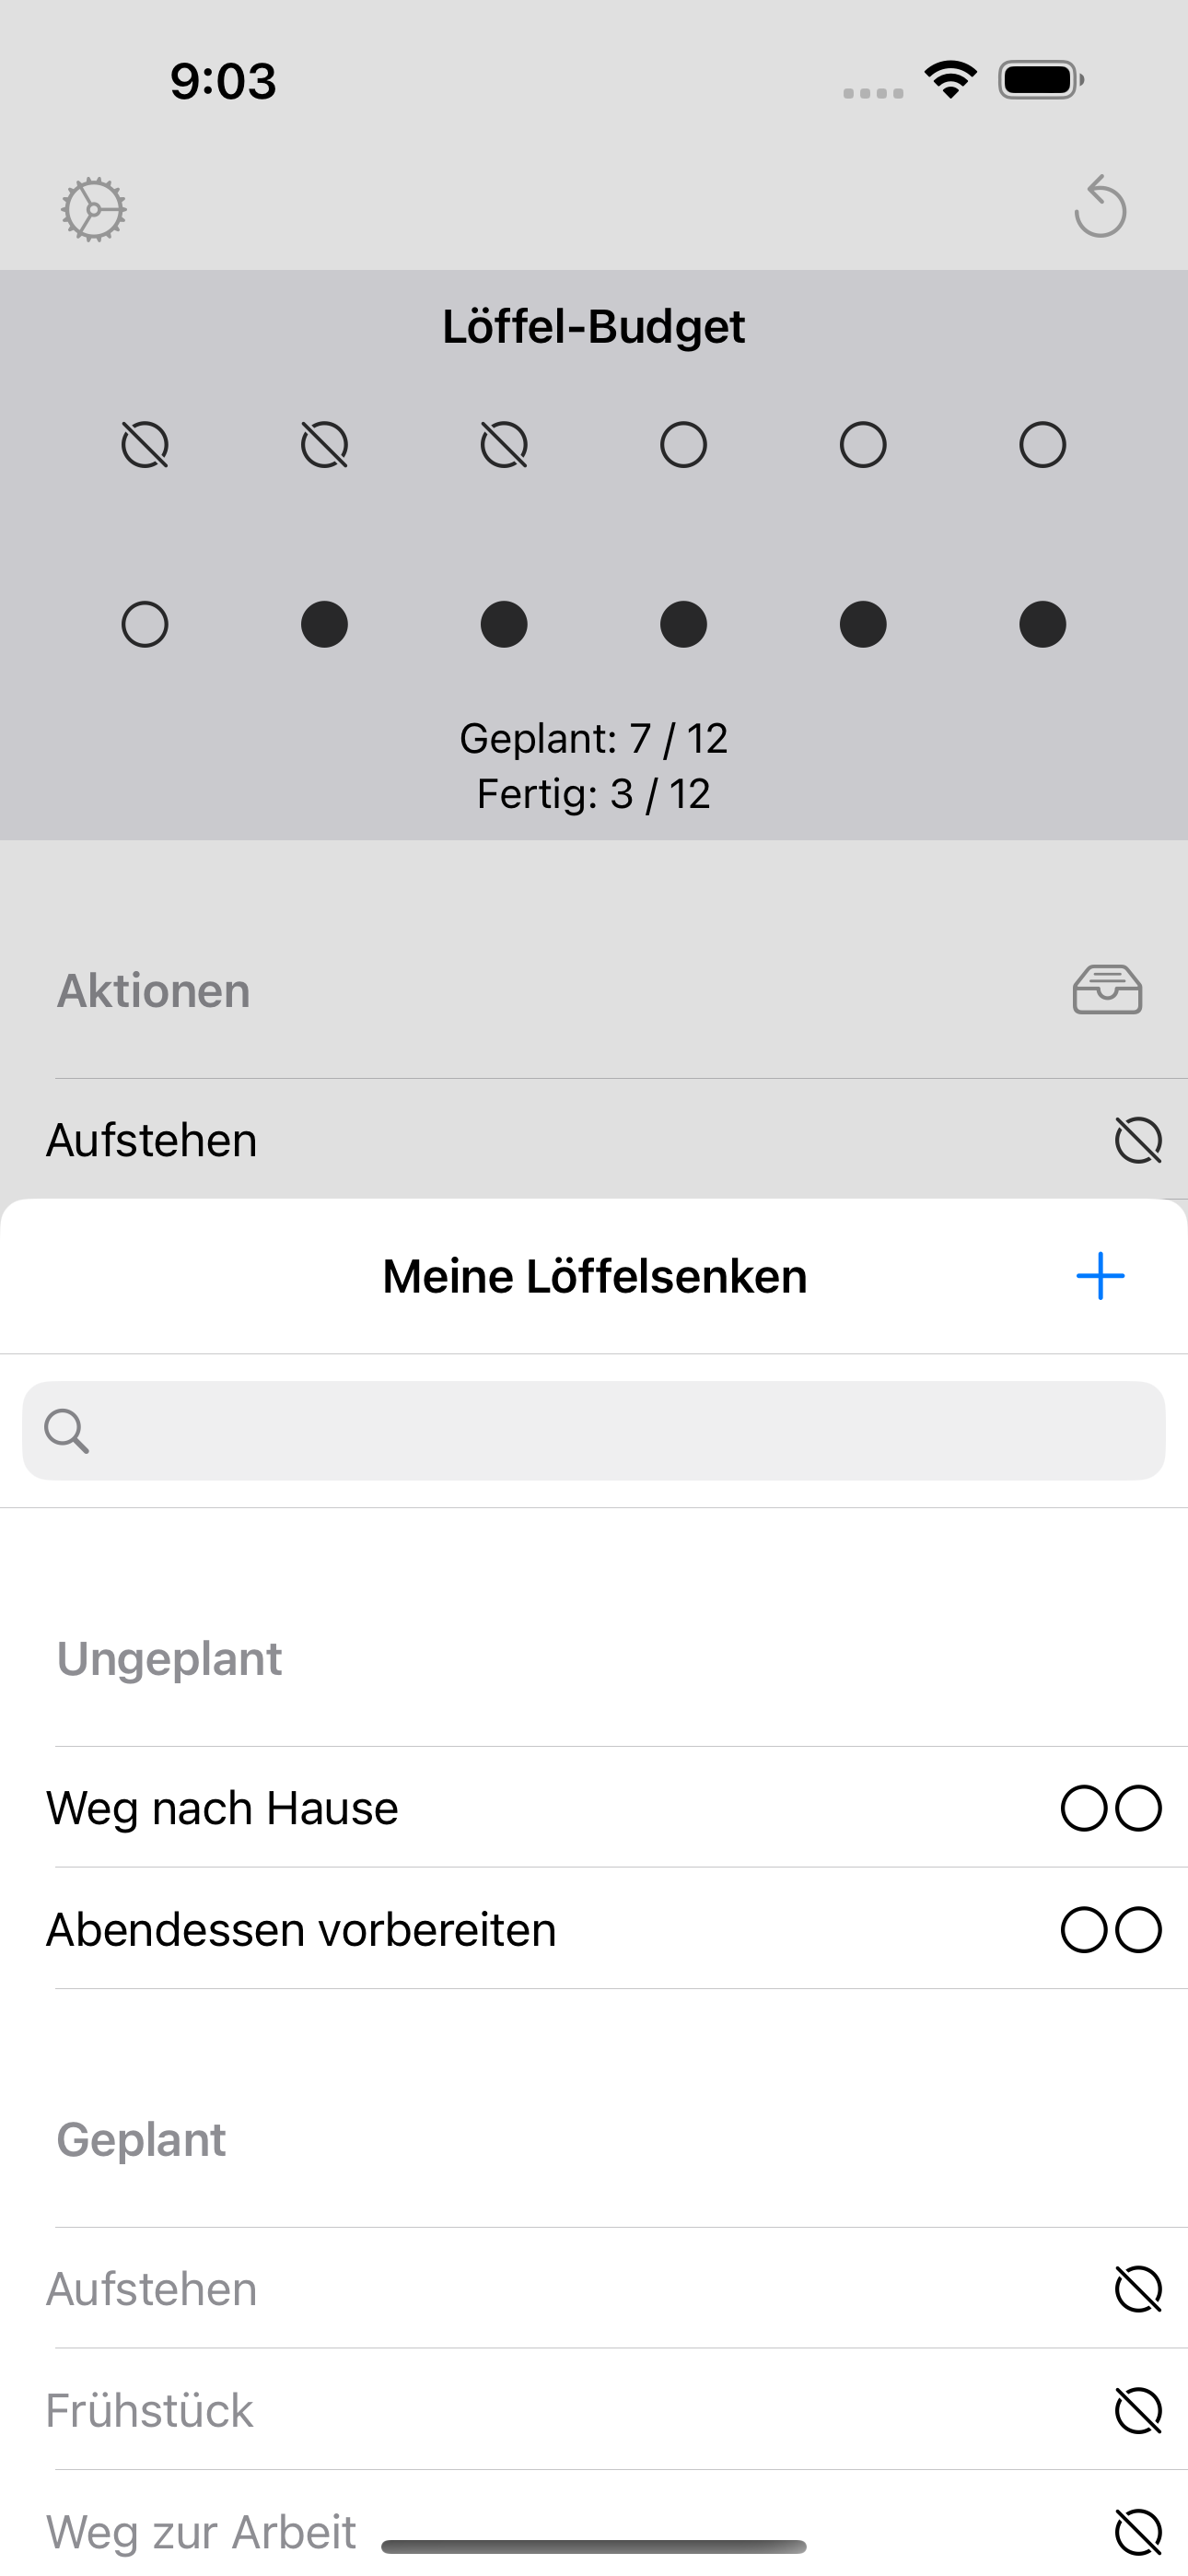 9:03
Löffel-Budget
Geplant: 7 / 12
Fertig: 3 / 12
Aktionen
Aufstehen
Meine Löffelsenken
Ungeplant
Weg nach Hause
Abendessen vorbereiten
Geplant
Aufstehen
Frühstück
Weg zur Arbeit